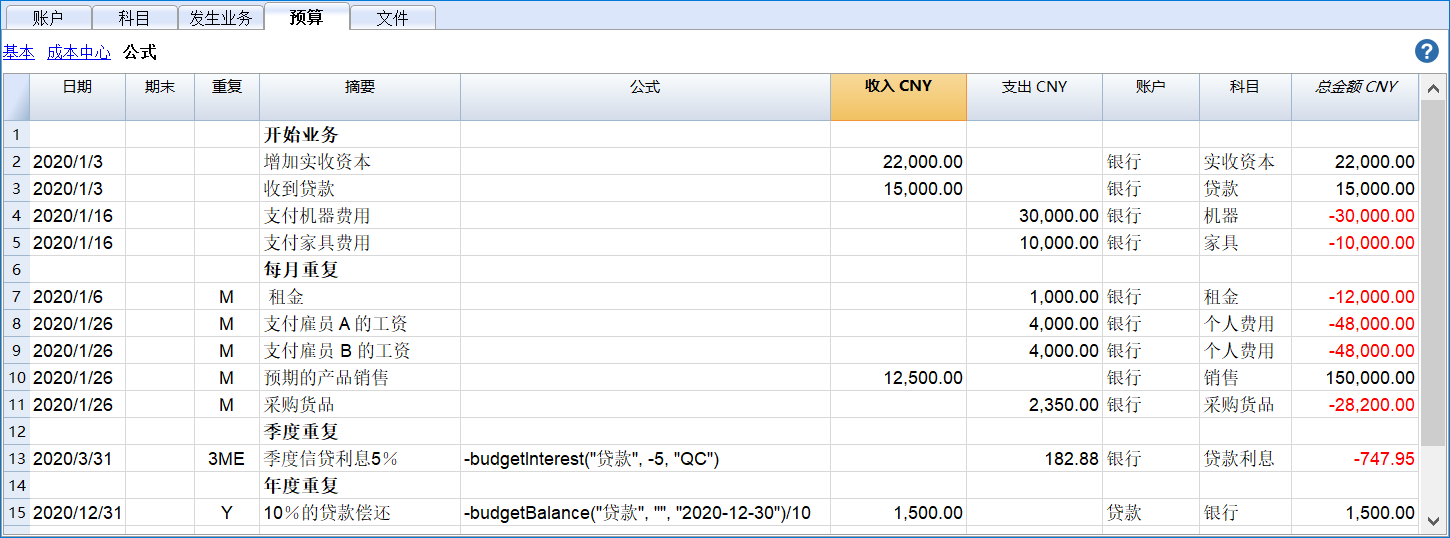 账户 科目 发生业务 预算 文件
基本 成本中心 公式 ?
日期 期末 重复 摘要 公式 收入 CNY 支出 CNY 账户 科目 总金额 CNY
1 开始业务
2 2020/1/3 增加实收资本 22,000.00 银行 实收资本 22,000.00
3 2020/1/3 收到贷款 15,000.00 银行 贷款 15,000.00
4 2020/1/16 支付机器费用 30,000.00 银行 机器 -30,000.00
5 2020/1/16 支付家具费用 10,000.00 银行 家具 -10,000.00
6 每月重复
7 2020/1/6 M 租金 1,000.00 银行 租金 -12,000.00
8 2020/1/26 M 支付雇员 A 的工资 4,000.00 银行 个人费用 -48,000.00
9 2020/1/26 M 支付雇员 B 的工资 4,000.00 银行 个人费用 -48,000.00
10 2020/1/26 M 预期的产品销售 12,500.00 银行 销售 150,000.00
11 2020/1/26 M 采购货品 2,350.00 银行 采购货品 -28,200.00
12 季度重复
13 2020/3/31 3ME 季度信贷利息5% -budgetInterest("贷款", -5, "QC") 182.88 银行 贷款利息 -747.95
14 年度重复
15 2020/12/31 Y 10%的贷款偿还 -budgetBalance("贷款", "", "2020-12-30")/10 1,500.00 贷款 银行 1,500.00